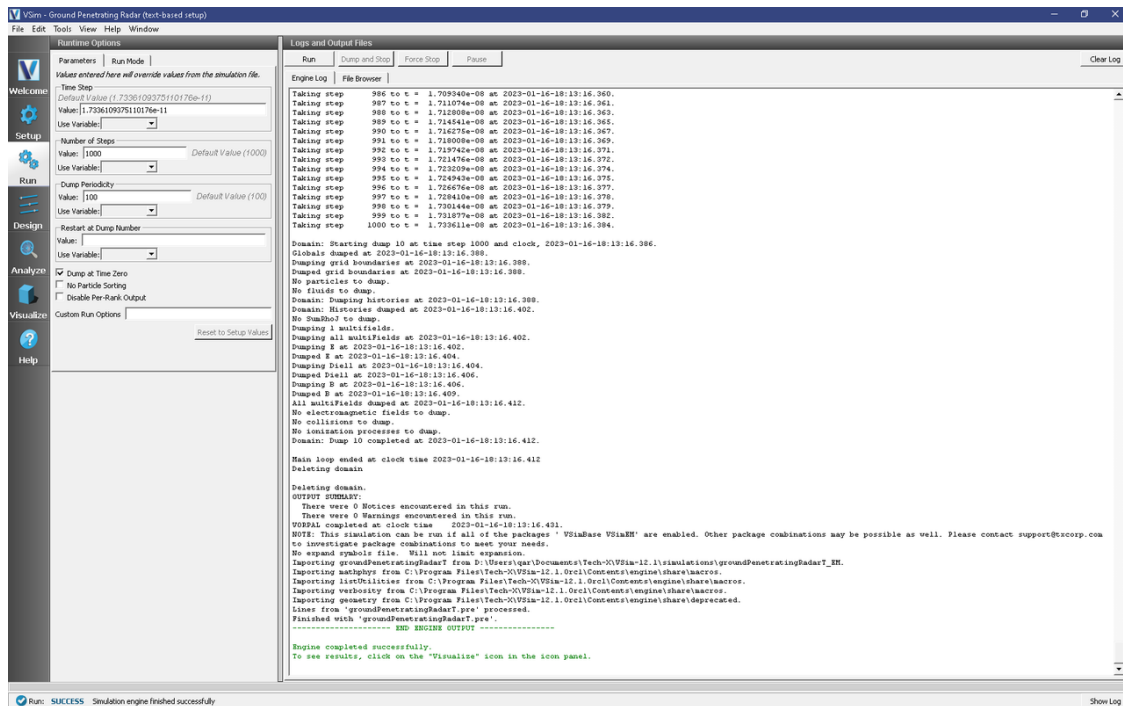 VSim - Ground Penetrating Radar (text-based setup)
File Edit Tools View Help Window
Welcome
Setup
Run
Design
Analyze
Visualize
Help
Runtime Options
Parameters
Run Mode
Values entered here will override values from the simulation file.
Time Step
Default Value (1.7336109375110176e-11)
Value: 1.7336109375110176e-11
Use Variable:
Number of Steps
Value: 1000 Default Value (1000)
Use Variable:
Dump Periodicity
Value: 100 Default Value (100)
Use Variable:
Restart at Dump Number
Value:
Use Variable:
Dump at Time Zero
No Particle Sorting
Disable Per-Rank Output
Custom Run Options
Reset to Setup Values
Logs and Output Files
Run Dump and Stop Force Stop Pause Clear Log
Engine Log File Browser
Taking step 986 to t = 1.709340e-08 at 2023-01-16-18:13:16.360.
Taking step 987 to t = 1.711074e-08 at 2023-01-16-18:13:16.361.
Taking step 988 to t = 1.712808e-08 at 2023-01-16-18:13:16.363.
Taking step 989 to t = 1.714541e-08 at 2023-01-16-18:13:16.365.
Taking step 990 to t = 1.716275e-08 at 2023-01-16-18:13:16.367.
Taking step 991 to t = 1.718008e-08 at 2023-01-16-18:13:16.369.
Taking step 992 to t = 1.719742e-08 at 2023-01-16-18:13:16.371.
Taking step 993 to t = 1.721476e-08 at 2023-01-16-18:13:16.372.
Taking step 994 to t = 1.723209e-08 at 2023-01-16-18:13:16.374.
Taking step 995 to t = 1.724943e-08 at 2023-01-16-18:13:16.375.
Taking step 996 to t = 1.726676e-08 at 2023-01-16-18:13:16.377.
Taking step 997 to t = 1.728410e-08 at 2023-01-16-18:13:16.378.
Taking step 998 to t = 1.730144e-08 at 2023-01-16-18:13:16.379.
Taking step 999 to t = 1.731877e-08 at 2023-01-16-18:13:16.382.
Taking step 1000 to t = 1.733611e-08 at 2023-01-16-18:13:16.384.
Domain: Starting dump 10 at time step 1000 and clock, 2023-01-16-18:13:16.386.
Globals dumped at 2023-01-16-18:13:16.388.
Dumping grid boundaries at 2023-01-16-18:13:16.388.
Dumped grid boundaries at 2023-01-16-18:13:16.388.
No particles to dump.
No fluids to dump.
Domain: Dumping histories at 2023-01-16-18:13:16.388.
Domain: Histories dumped at 2023-01-16-18:13:16.402.
No SumRhoJ to dump.
Dumping 1 multifields.
Dumping all multiFields at 2023-01-16-18:13:16.402.
Dumping E at 2023-01-16-18:13:16.402.
Dumped E at 2023-01-16-18:13:16.404.
Dumping Diell at 2023-01-16-18:13:16.404.
Dumped Diell at 2023-01-16-18:13:16.406.
Dumping B at 2023-01-16-18:13:16.406.
Dumped B at 2023-01-16-18:13:16.409.
All multiFields dumped at 2023-01-16-18:13:16.412.
No electromagnetic fields to dump.
No collisions to dump.
No ionization processes to dump.
Domain: Dump 10 completed at 2023-01-16-18:13:16.412.
Main loop ended at clock time 2023-01-16-18:13:16.412
Deleting domain
Deleting domain.
OUTPUT SUMMARY:
There were 0 Notices encountered in this run.
There were 0 Warnings encountered in this run.
VORPAL completed at clock time 2023-01-16-18:13:16.431.
NOTE: This simulation can be run if all of the packages ' VSimBase VSimEM' are enabled. Other package combinations may be possible as well. Please contact support@txcorp.com
to investigate package combinations to meet your needs.
No expand symbols file. Will not limit expansion.
Importing groundPenetratingRadarT from D:\Users\qar\Documents\Tech-X\VSim-12.1\simulations\groundPenetratingRadarT_EM.
Importing mathphys from C:\Program Files\Tech-X\VSim-12.1.0rc1\Contents\engine\share\macros.
Importing listUtilities from C:\Program Files\Tech-X\VSim-12.1.0rc1\Contents\engine\share\macros.
Importing verbosity from C:\Program Files\Tech-X\VSim-12.1.0rc1\Contents\engine\share\macros.
Importing geometry from C:\Program Files\Tech-X\VSim-12.1.0rc1\Contents\engine\share\deprecated.
Lines from 'groundPenetratingRadarT.pre' processed.
Finished with 'groundPenetratingRadarT.pre'.
--------------------- END ENGINE OUTPUT ----------------
Engine completed successfully.
To see results, click on the "Visualize" icon in the icon panel.
Run: SUCCESS Simulation engine finished successfully
Show Log